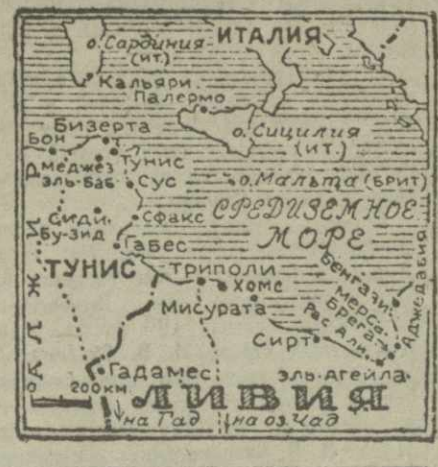 о. Сардиния
(ит.)
ИТАЛИЯ
Кальяри
Палермо
Бизерта
о. Сицилия
(ит.)
Бон
Тунис
Меджез-
эль-Баб
Сус
о. Мальта (БРИТ)
СРЕДИЗЕМНОЕ
МОРЕ
Сиди-
Бу-Зид
Сфакс
Габес
ТУНИС
АЛЖИР
Триполи
Хомс
Мисурата
Бенгази
Мерса-
Брега
Рас Али
Аджедабия
Сирт
Эль-Агейла
Гадамес
200км
ЛИВИЯ
на Гад
на оз. Чад